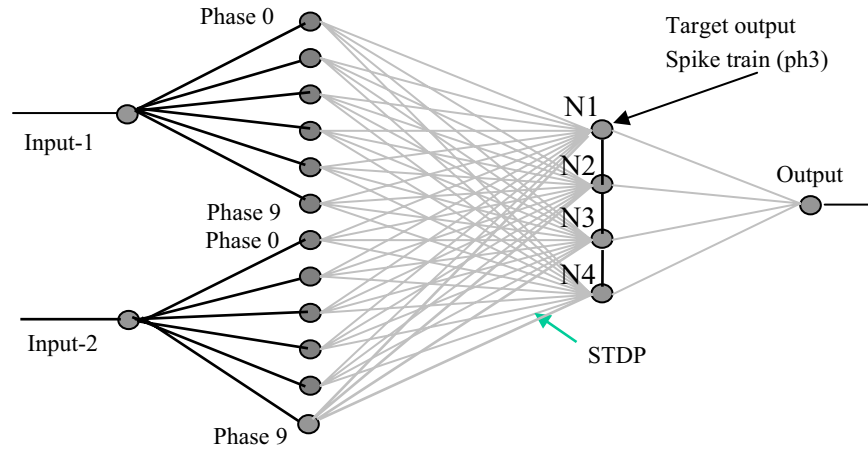 Phase 0
Target output
Spike train (ph3)
N1
Input-1
N2
Output
Phase 9
N3
Phase 0
N4
Input-2
STDP
Phase 9